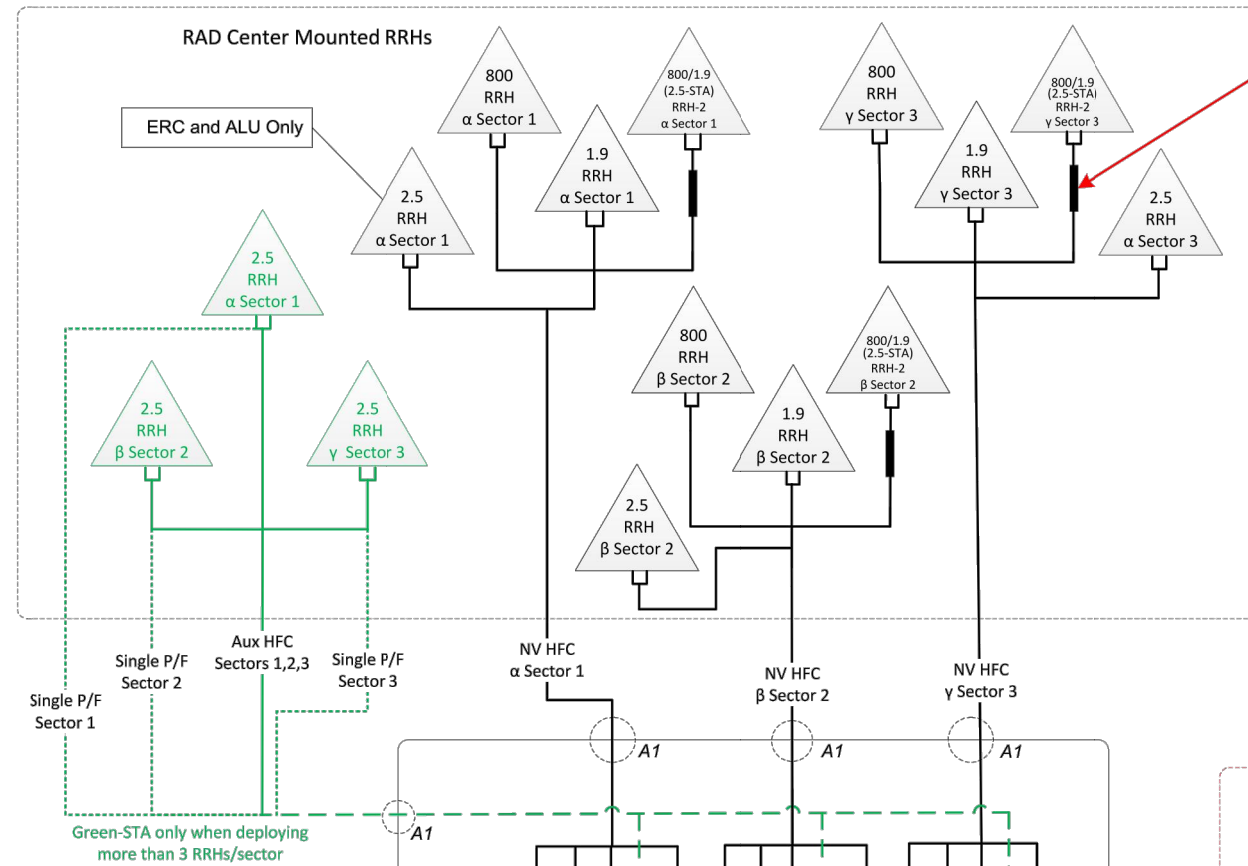 RAD Center Mounted RRHs
ERC and ALU Only
800
RRH
α Sector 1
800/1.9
(2.5-STA)
RRH-2
α Sector 1
1.9
RRH
α Sector 1
2.5
RRH
α Sector 1
800
RRH
γ Sector 3
800/1.9
(2.5-STA)
RRH-2
γ Sector 3
1.9
RRH
γ Sector 3
2.5
RRH
α Sector 3
2.5
RRH
α Sector 1
2.5
RRH
β Sector 2
2.5
RRH
γ Sector 3
800
RRH
β Sector 2
800/1.9
(2.5-STA)
RRH-2
β Sector 2
1.9
RRH
β Sector 2
2.5
RRH
β Sector 2
Single P/F
Sector 1
Single P/F
Sector 2
Aux HFC
Sectors 1,2,3
Single P/F
Sector 3
NV HFC
α Sector 1
NV HFC
β Sector 2
NV HFC
γ Sector 3
A1
A1
A1
A1
Green-STA only when deploying
more than 3 RRHs/sector